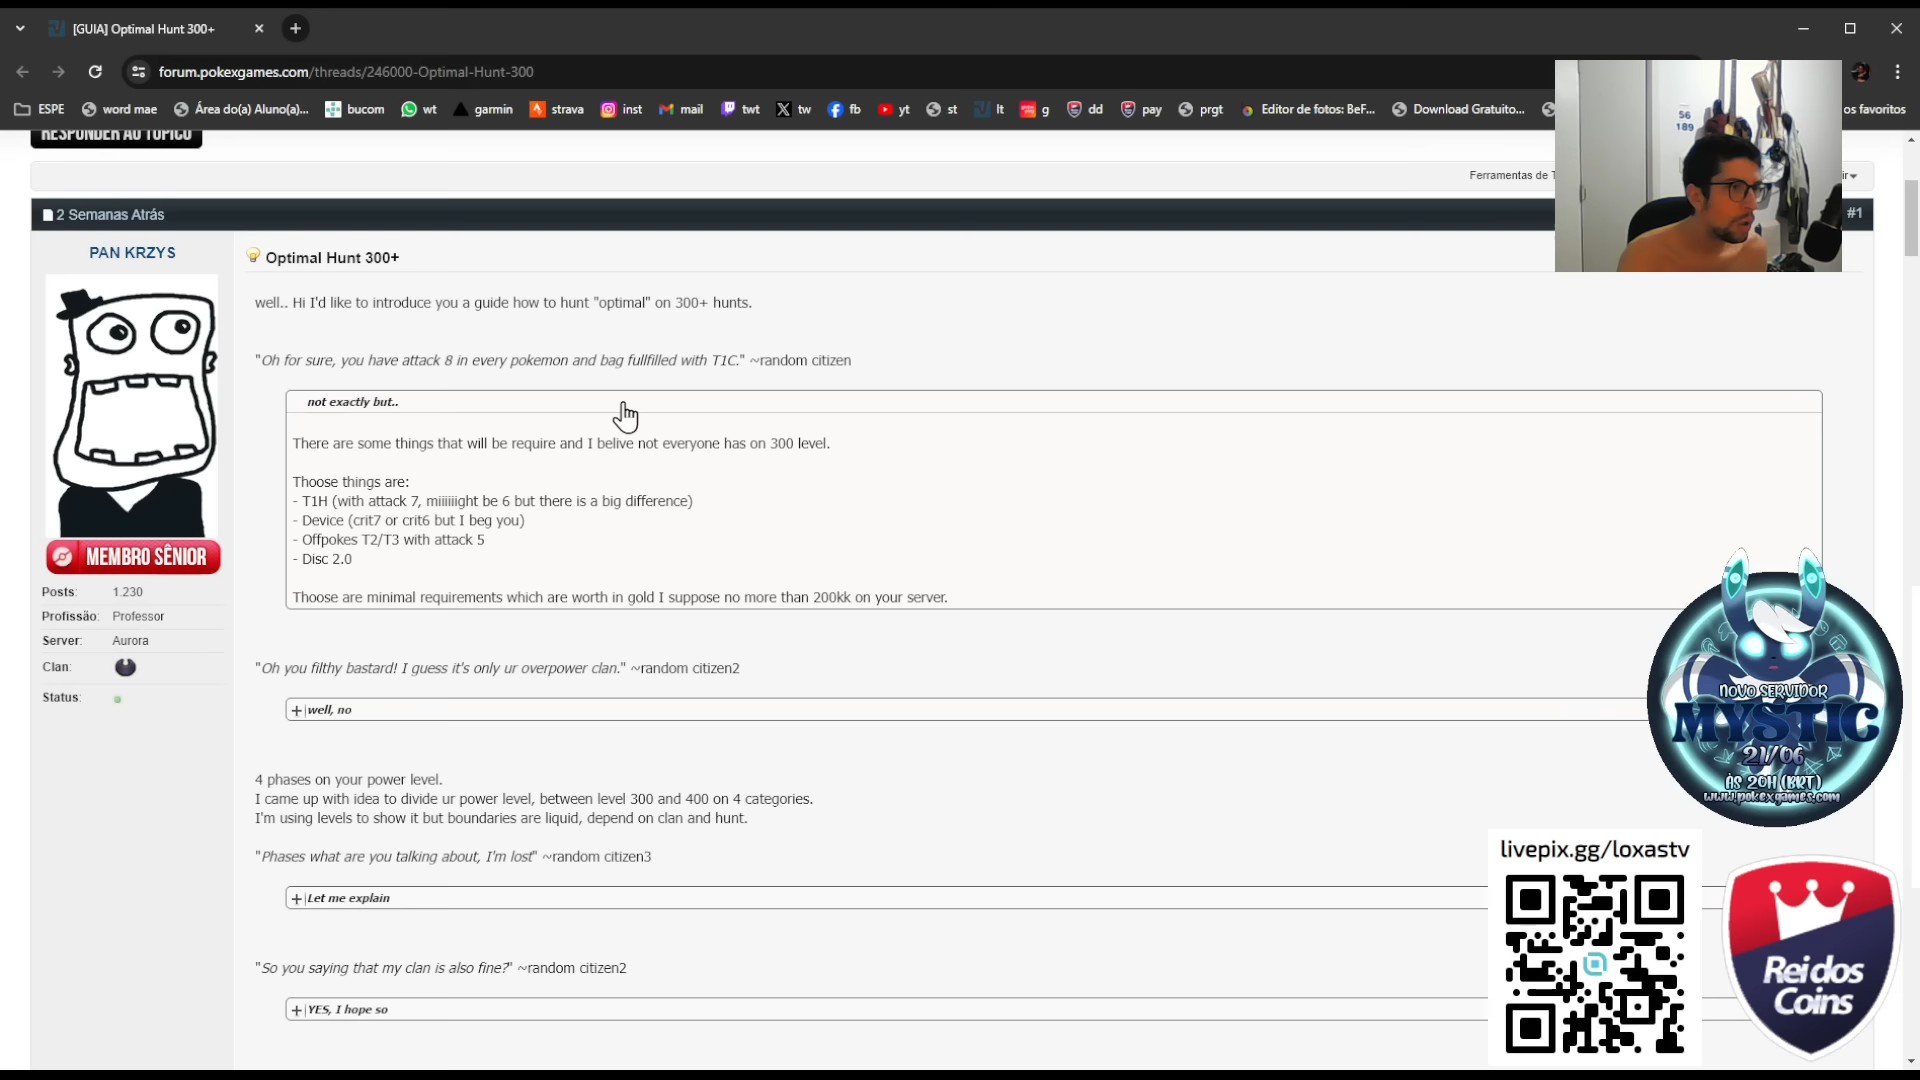 [GUIA] Optimal Hunt 300+
forum.pokexgames.com/threads/246000-Optimal-Hunt-300
ESPE
word mae
Área do(a) Aluno(a)...
bucom
wt
garmin
strava
inst
mail
twt
tw
fb
yt
st
lt
g
dd
pay
prgt
Editor de fotos: BeF...
Download Gratuito...
os favoritos
RESPONDER AO TÓPICO
56
189
Ferramentas de T
ir
2 Semanas Atrás
#1
PAN KRZYS
Optimal Hunt 300+
well.. Hi I'd like to introduce you a guide how to hunt "optimal" on 300+ hunts.
"Oh for sure, you have attack 8 in every pokemon and bag fullfilled with T1C." ~random citizen
not exactly but..
There are some things that will be require and I belive not everyone has on 300 level.
Thoose things are:
- T1H (with attack 7, miiiiiight be 6 but there is a big difference)
- Device (crit7 or crit6 but I beg you)
- Offpokes T2/T3 with attack 5
- Disc 2.0
Thoose are minimal requirements which are worth in gold I suppose no more than 200kk on your server.
MEMBRO SÊNIOR
Posts: 1.230
Profissão: Professor
Server: Aurora
Clan:
Status:
"Oh you filthy bastard! I guess it's only ur overpower clan." ~random citizen2
+|well, no
4 phases on your power level.
I came up with idea to divide ur power level, between level 300 and 400 on 4 categories.
I'm using levels to show it but boundaries are liquid, depend on clan and hunt.
"Phases what are you talking about, I'm lost" ~random citizen3
+|Let me explain
"So you saying that my clan is also fine?" ~random citizen2
+|YES, I hope so
NOVO SERVIDOR
MYSTIC
21/06
ÀS 20H (BRT)
www.pokexgames.com
livepix.gg/loxastv
Rei dos
Coins